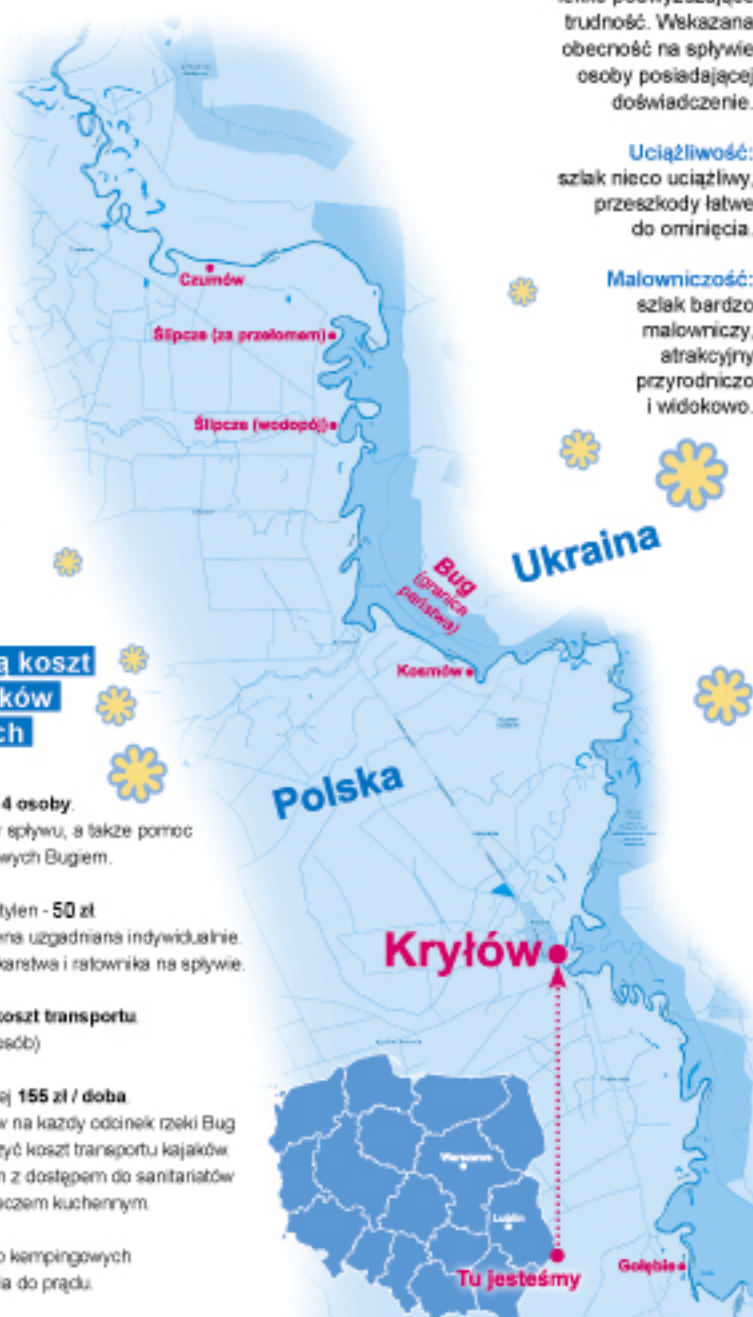 trudność. Wskazana
obecność na spływie
osoby posiadającej
doświadczenie.
Uciążliwość:
szlak nieco uciążliwy,
przeszkody łatwe
do ominięcia.
Malowniczość:
szlak bardzo
malowniczy,
atrakcyjny
przyrodniczo
i widokowo.
Czumów
Ślipcze (za przełomem)
Ślipcze (wodopój)
Ukraina
Bug
(granica
państwa)
Kosmów
Polska
ą koszt
ków
ch
4 osoby.
spływu, a także pomoc
wych Bugiem.
tylen - 50 zł
ena uzgadniana indywidualnie.
karstwa i ratownika na spływie.
koszt transportu.
osób)
ej 155 zł / doba.
w na każdy odcinek rzeki Bug
zyć koszt transportu kajaków.
n z dostępem do sanitariatów
eczem kuchennym.
o kempingowych
ia do prądu.
Kryłów
Warszawa
Lublin
Tu jesteśmy
Gołębie